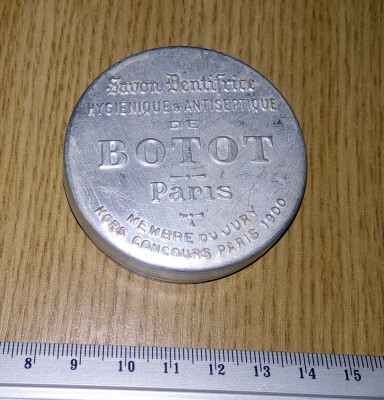 Savon Dentifrice
HYGIENIQUE & ANTISEPTIQUE
DE
BOTOT
Paris
MEMBRE DU JURY
HORS CONCOURS PARIS 1900
8 9 10 11 12 13 14 15